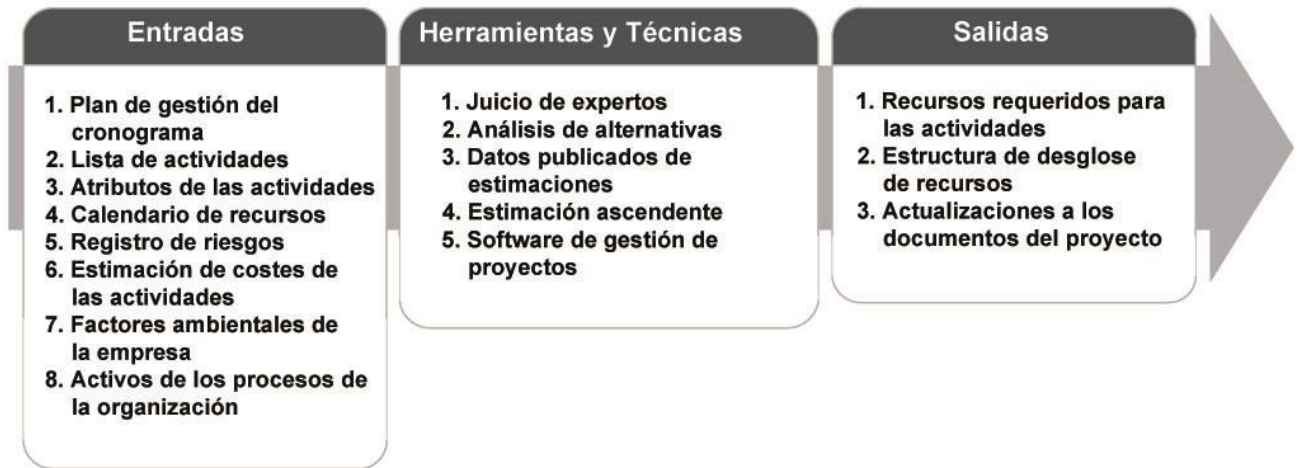 Entradas
1. Plan de gestión del
cronograma
2. Lista de actividades
3. Atributos de las actividades
4. Calendario de recursos
5. Registro de riesgos
6. Estimación de costes de
las actividades
7. Factores ambientales de
la empresa
8. Activos de los procesos de
la organización
Herramientas y Técnicas
1. Juicio de expertos
2. Análisis de alternativas
3. Datos publicados de
estimaciones
4. Estimación ascendente
5. Software de gestión de
proyectos
Salidas
1. Recursos requeridos para
las actividades
2. Estructura de desglose
de recursos
3. Actualizaciones a los
documentos del proyecto